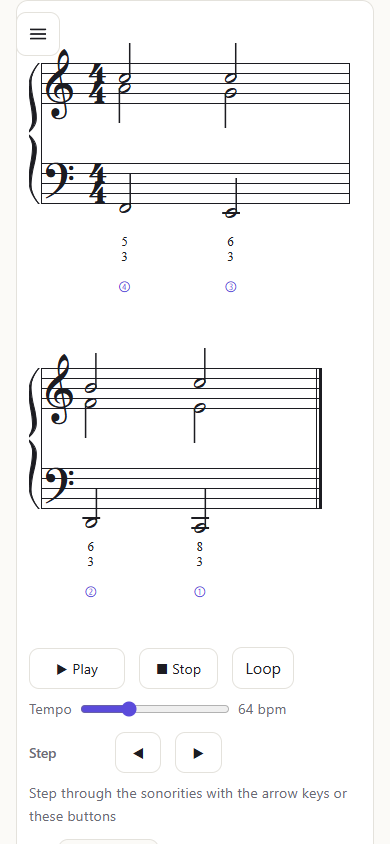 4
4
4
4
5 6
3 3
④ ③
6 8
3 3
② ①
▶ Play ■ Stop Loop
Tempo 64 bpm
Step ◀ ▶
Step through the sonorities with the arrow keys or
these buttons